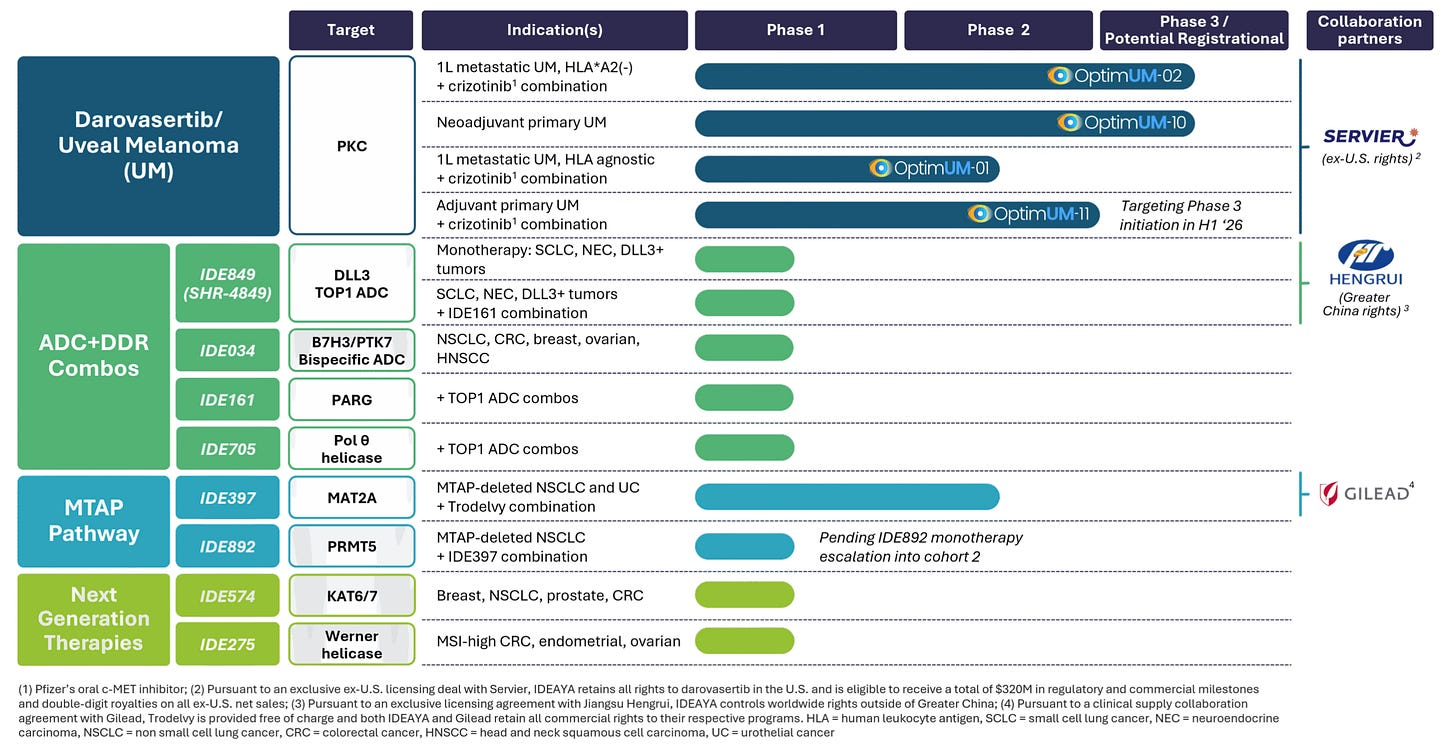 Target
Indication(s)
Phase 1
Phase 2
Phase 3 /
Potential Registrational
Collaboration
partners
Darovasertib/
Uveal Melanoma
(UM)
PKC
1L metastatic UM, HLA*A2(-)
+ crizotinib¹ combination
OptimUM-02
Neoadjuvant primary UM
OptimUM-10
1L metastatic UM, HLA agnostic
+ crizotinib¹ combination
OptimUM-01
Adjuvant primary UM
+ crizotinib¹ combination
OptimUM-11
Targeting Phase 3
initiation in H1 ‘26
SERVIER
(ex-U.S. rights) ²
ADC+DDR
Combos
IDE849
(SHR-4849)
DLL3
TOP1 ADC
Monotherapy: SCLC, NEC, DLL3+
tumors
SCLC, NEC, DLL3+ tumors
+ IDE161 combination
HENGRUI
(Greater
China rights) ³
IDE034
B7H3/PTK7
Bispecific ADC
NSCLC, CRC, breast, ovarian,
HNSCC
IDE161
PARG
+ TOP1 ADC combos
IDE705
Pol θ
helicase
+ TOP1 ADC combos
MTAP
Pathway
IDE397
MAT2A
MTAP-deleted NSCLC and UC
+ Trodelvy combination
GILEAD⁴
IDE892
PRMT5
MTAP-deleted NSCLC
+ IDE397 combination
Pending IDE892 monotherapy
escalation into cohort 2
Next
Generation
Therapies
IDE574
KAT6/7
Breast, NSCLC, prostate, CRC
IDE275
Werner
helicase
MSI-high CRC, endometrial, ovarian
(1) Pfizer’s oral c-MET inhibitor; (2) Pursuant to an exclusive ex-U.S. licensing deal with Servier, IDEAYA retains all rights to darovasertib in the U.S. and is eligible to receive a total of $320M in regulatory and commercial milestones
and double-digit royalties on all ex-U.S. net sales; (3) Pursuant to an exclusive licensing agreement with Jiangsu Hengrui, IDEAYA controls worldwide rights outside of Greater China; (4) Pursuant to a clinical supply collaboration
agreement with Gilead, Trodelvy is provided free of charge and both IDEAYA and Gilead retain all commercial rights to their respective programs. HLA = human leukocyte antigen, SCLC = small cell lung cancer, NEC = neuroendocrine
carcinoma, NSCLC = non small cell lung cancer, CRC = colorectal cancer, HNSCC = head and neck squamous cell carcinoma, UC = urothelial cancer